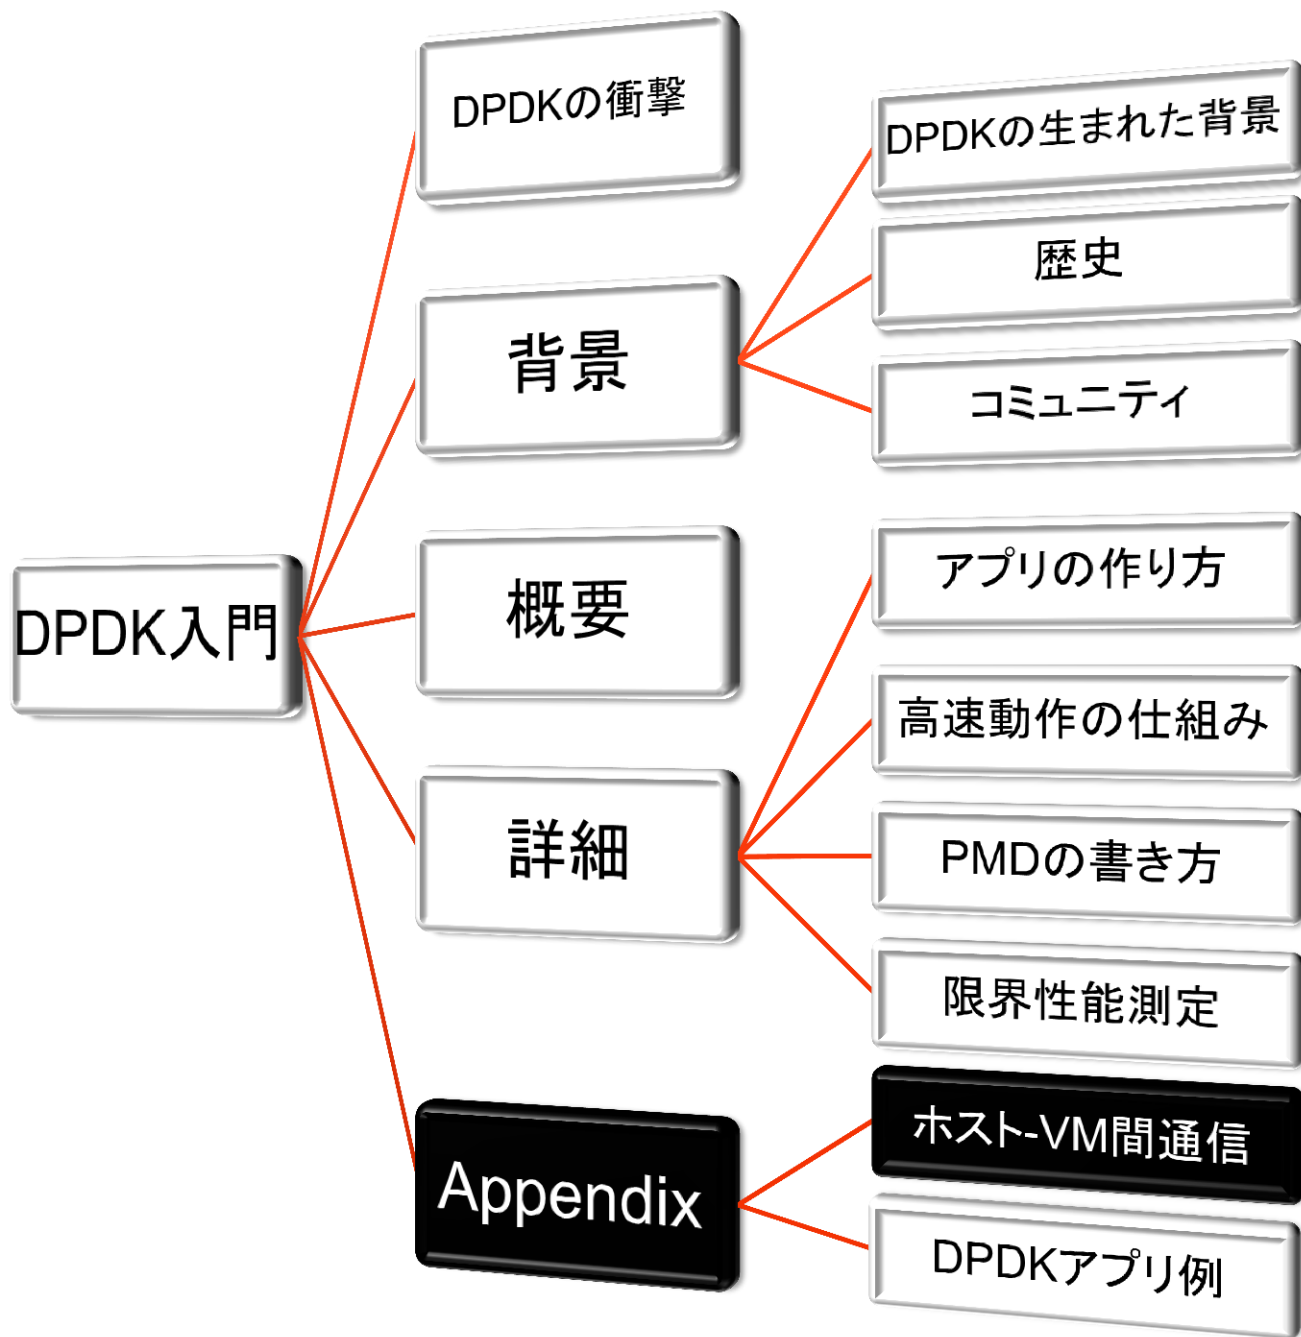 DPDK入門
DPDKの衝撃
背景
DPDKの生まれた背景
歴史
コミュニティ
概要
詳細
アプリの作り方
高速動作の仕組み
PMDの書き方
限界性能測定
Appendix
ホスト-VM間通信
DPDKアプリ例